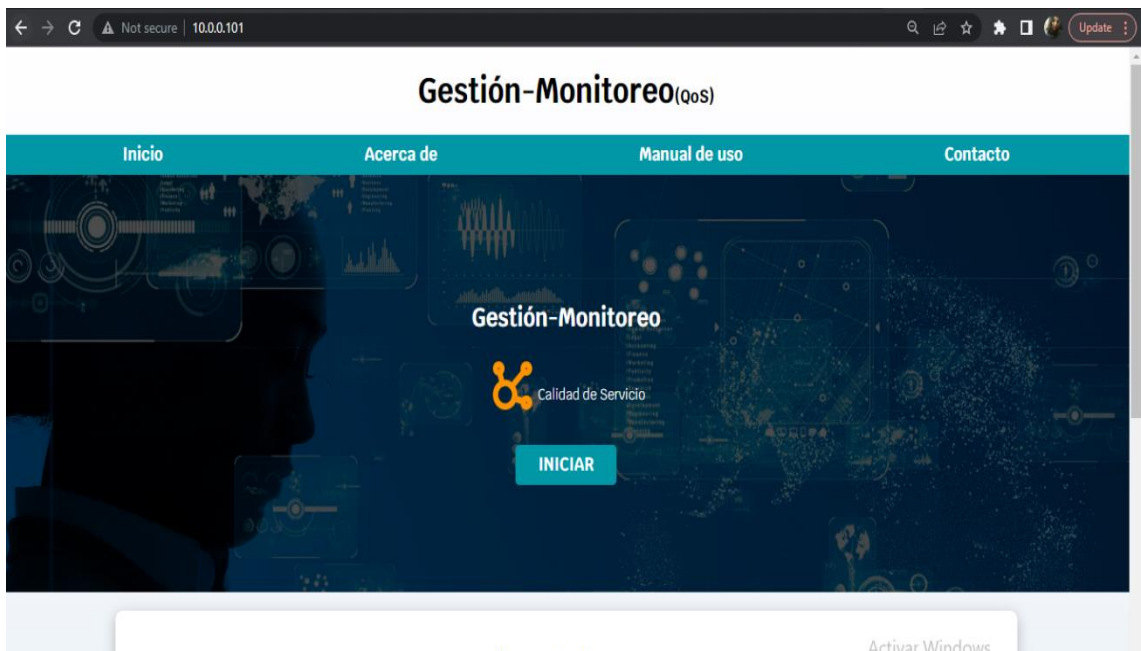 Not secure | 10.0.0.101
Update
Gestión-Monitoreo(QoS)
Inicio Acerca de Manual de uso Contacto
Gestión-Monitoreo
Calidad de Servicio
INICIAR
Activar Windows